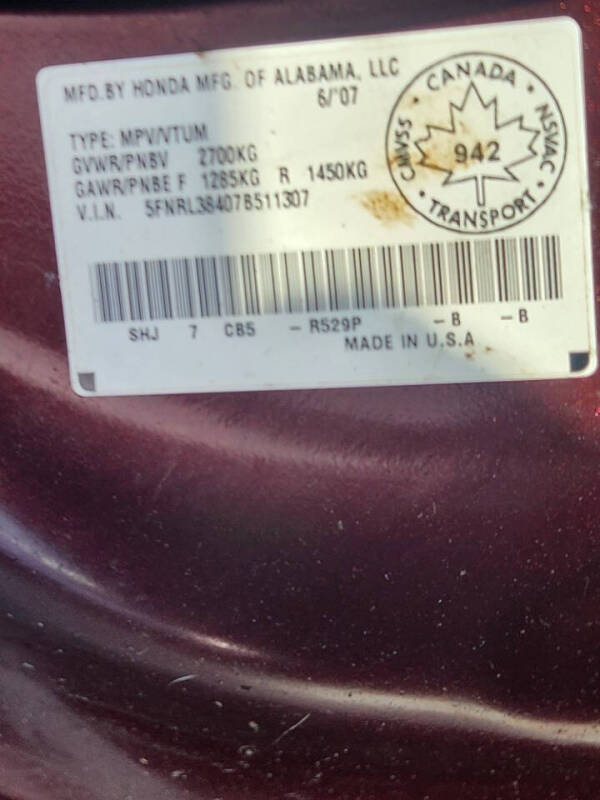 MFD.BY HONDA MFG. OF ALABAMA, LLC
6/'07
TYPE: MPV/VTUM
GVWR/PNBV 2700KG
GAWR/PNBE F 1285KG R 1450KG
V.I.N. 5FNRL38407B511307
CANADA
CMVSS 942 NSVAC
TRANSPORT
SHJ 7 CB5 - R529P - B - B
MADE IN U.S.A